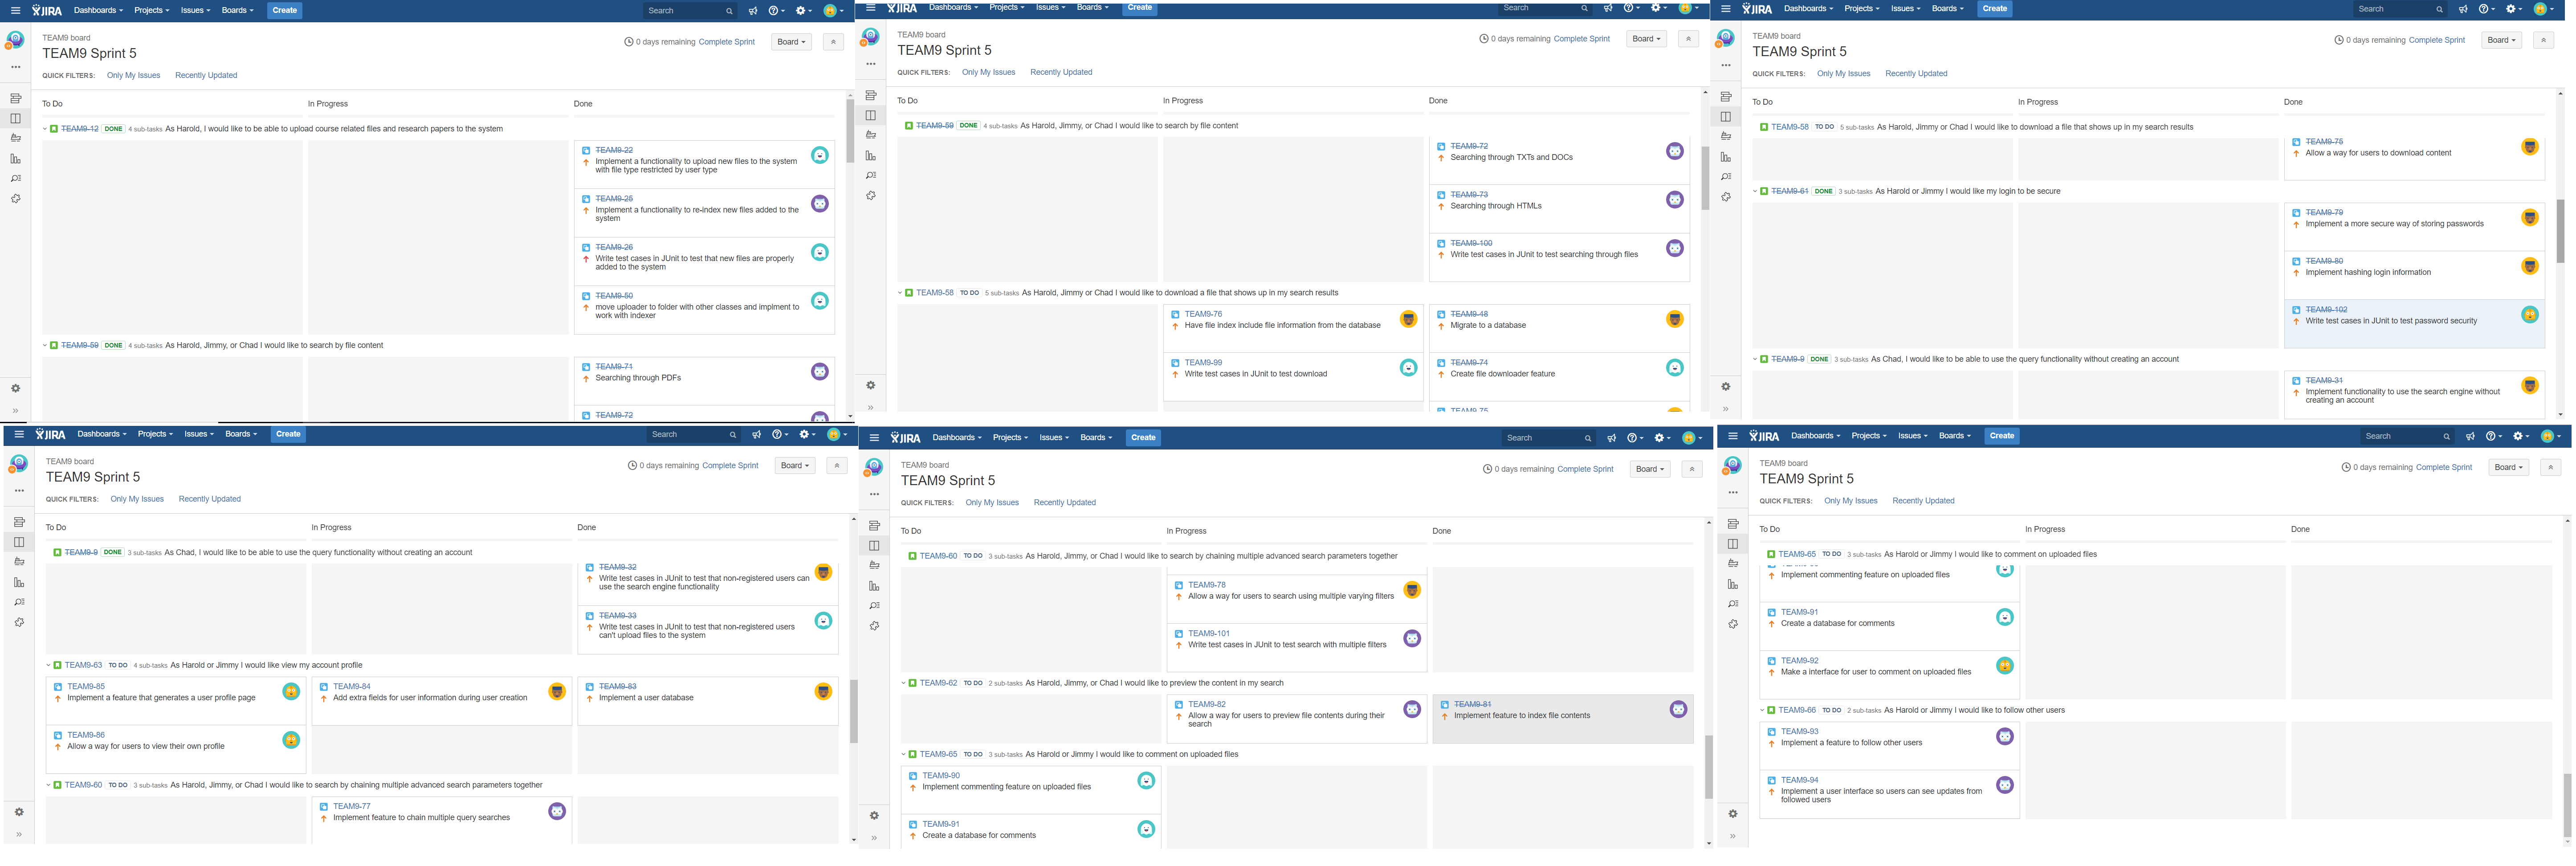 JIRA Dashboards Projects Issues Boards Create Search
TEAM9 board
TEAM9 Sprint 5
0 days remaining Complete Sprint Board
QUICK FILTERS: Only My Issues Recently Updated
To Do In Progress Done
TEAM9-12 DONE 4 sub-tasks As Harold, I would like to be able to upload course related files and research papers to the system
TEAM9-22
Implement a functionality to upload new files to the system
with file type restricted by user type
TEAM9-25
Implement a functionality to re-index new files added to the
system
TEAM9-26
Write test cases in JUnit to test that new files are properly
added to the system
TEAM9-50
move uploader to folder with other classes and implment to
work with indexer
TEAM9-59 DONE 4 sub-tasks As Harold, Jimmy, or Chad I would like to search by file content
TEAM9-71
Searching through PDFs
TEAM9-72
JIRA Dashboards Projects Issues Boards Create Search
TEAM9 board
TEAM9 Sprint 5
0 days remaining Complete Sprint Board
QUICK FILTERS: Only My Issues Recently Updated
To Do In Progress Done
TEAM9-59 DONE 4 sub-tasks As Harold, Jimmy, or Chad I would like to search by file content
TEAM9-72
Searching through TXTs and DOCs
TEAM9-73
Searching through HTMLs
TEAM9-100
Write test cases in JUnit to test searching through files
TEAM9-58 TO DO 5 sub-tasks As Harold, Jimmy or Chad I would like to download a file that shows up in my search results
TEAM9-76
Have file index include file information from the database
TEAM9-99
Write test cases in JUnit to test download
TEAM9-48
Migrate to a database
TEAM9-74
Create file downloader feature
TEAM9-75
JIRA Dashboards Projects Issues Boards Create Search
TEAM9 board
TEAM9 Sprint 5
0 days remaining Complete Sprint Board
QUICK FILTERS: Only My Issues Recently Updated
To Do In Progress Done
TEAM9-58 TO DO 5 sub-tasks As Harold, Jimmy or Chad I would like to download a file that shows up in my search results
TEAM9-75
Allow a way for users to download content
TEAM9-61 DONE 3 sub-tasks As Harold or Jimmy I would like my login to be secure
TEAM9-79
Implement a more secure way of storing passwords
TEAM9-80
Implement hashing login information
TEAM9-102
Write test cases in JUnit to test password security
TEAM9-9 DONE 3 sub-tasks As Chad, I would like to be able to use the query functionality without creating an account
TEAM9-31
Implement functionality to use the search engine without
creating an account
JIRA Dashboards Projects Issues Boards Create Search
TEAM9 board
TEAM9 Sprint 5
0 days remaining Complete Sprint Board
QUICK FILTERS: Only My Issues Recently Updated
To Do In Progress Done
TEAM9-9 DONE 3 sub-tasks As Chad, I would like to be able to use the query functionality without creating an account
TEAM9-32
Write test cases in JUnit to test that non-registered users can
use the search engine functionality
TEAM9-33
Write test cases in JUnit to test that non-registered users
can't upload files to the system
TEAM9-63 TO DO 4 sub-tasks As Harold or Jimmy I would like view my account profile
TEAM9-85
Implement a feature that generates a user profile page
TEAM9-86
Allow a way for users to view their own profile
TEAM9-84
Add extra fields for user information during user creation
TEAM9-83
Implement a user database
TEAM9-60 TO DO 3 sub-tasks As Harold, Jimmy, or Chad I would like to search by chaining multiple advanced search parameters together
TEAM9-77
Implement feature to chain multiple query searches
JIRA Dashboards Projects Issues Boards Create Search
TEAM9 board
TEAM9 Sprint 5
0 days remaining Complete Sprint Board
QUICK FILTERS: Only My Issues Recently Updated
To Do In Progress Done
TEAM9-60 TO DO 3 sub-tasks As Harold, Jimmy, or Chad I would like to search by chaining multiple advanced search parameters together
TEAM9-78
Allow a way for users to search using multiple varying filters
TEAM9-101
Write test cases in JUnit to test search with multiple filters
TEAM9-62 TO DO 2 sub-tasks As Harold, Jimmy, or Chad I would like to preview the content in my search
TEAM9-82
Allow a way for users to preview file contents during their
search
TEAM9-81
Implement feature to index file contents
TEAM9-65 TO DO 3 sub-tasks As Harold or Jimmy I would like to comment on uploaded files
TEAM9-90
Implement commenting feature on uploaded files
TEAM9-91
Create a database for comments
JIRA Dashboards Projects Issues Boards Create Search
TEAM9 board
TEAM9 Sprint 5
0 days remaining Complete Sprint Board
QUICK FILTERS: Only My Issues Recently Updated
To Do In Progress Done
TEAM9-65 TO DO 3 sub-tasks As Harold or Jimmy I would like to comment on uploaded files
Implement commenting feature on uploaded files
TEAM9-91
Create a database for comments
TEAM9-92
Make a interface for user to comment on uploaded files
TEAM9-66 TO DO 2 sub-tasks As Harold or Jimmy I would like to follow other users
TEAM9-93
Implement a feature to follow other users
TEAM9-94
Implement a user interface so users can see updates from
followed users